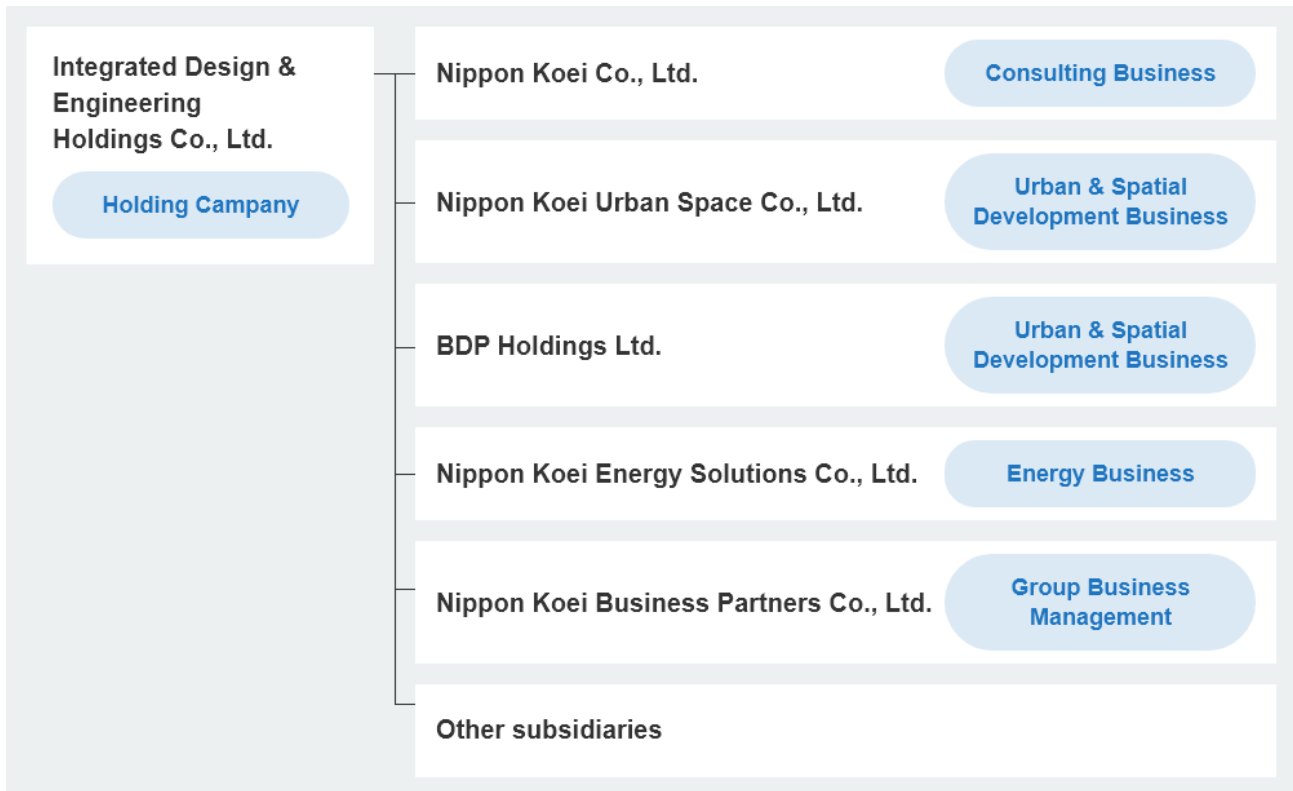 Integrated Design &
Engineering
Holdings Co., Ltd.
Holding Campany
Nippon Koei Co., Ltd.
Consulting Business
Nippon Koei Urban Space Co., Ltd.
Urban & Spatial
Development Business
BDP Holdings Ltd.
Urban & Spatial
Development Business
Nippon Koei Energy Solutions Co., Ltd.
Energy Business
Nippon Koei Business Partners Co., Ltd.
Group Business
Management
Other subsidiaries